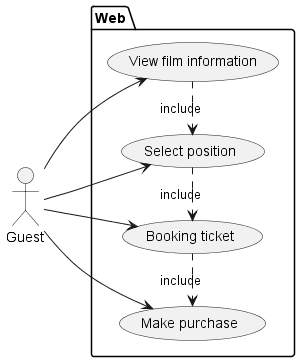 Web
View film information
include
Select position
include
Guest
Booking ticket
include
Make purchase